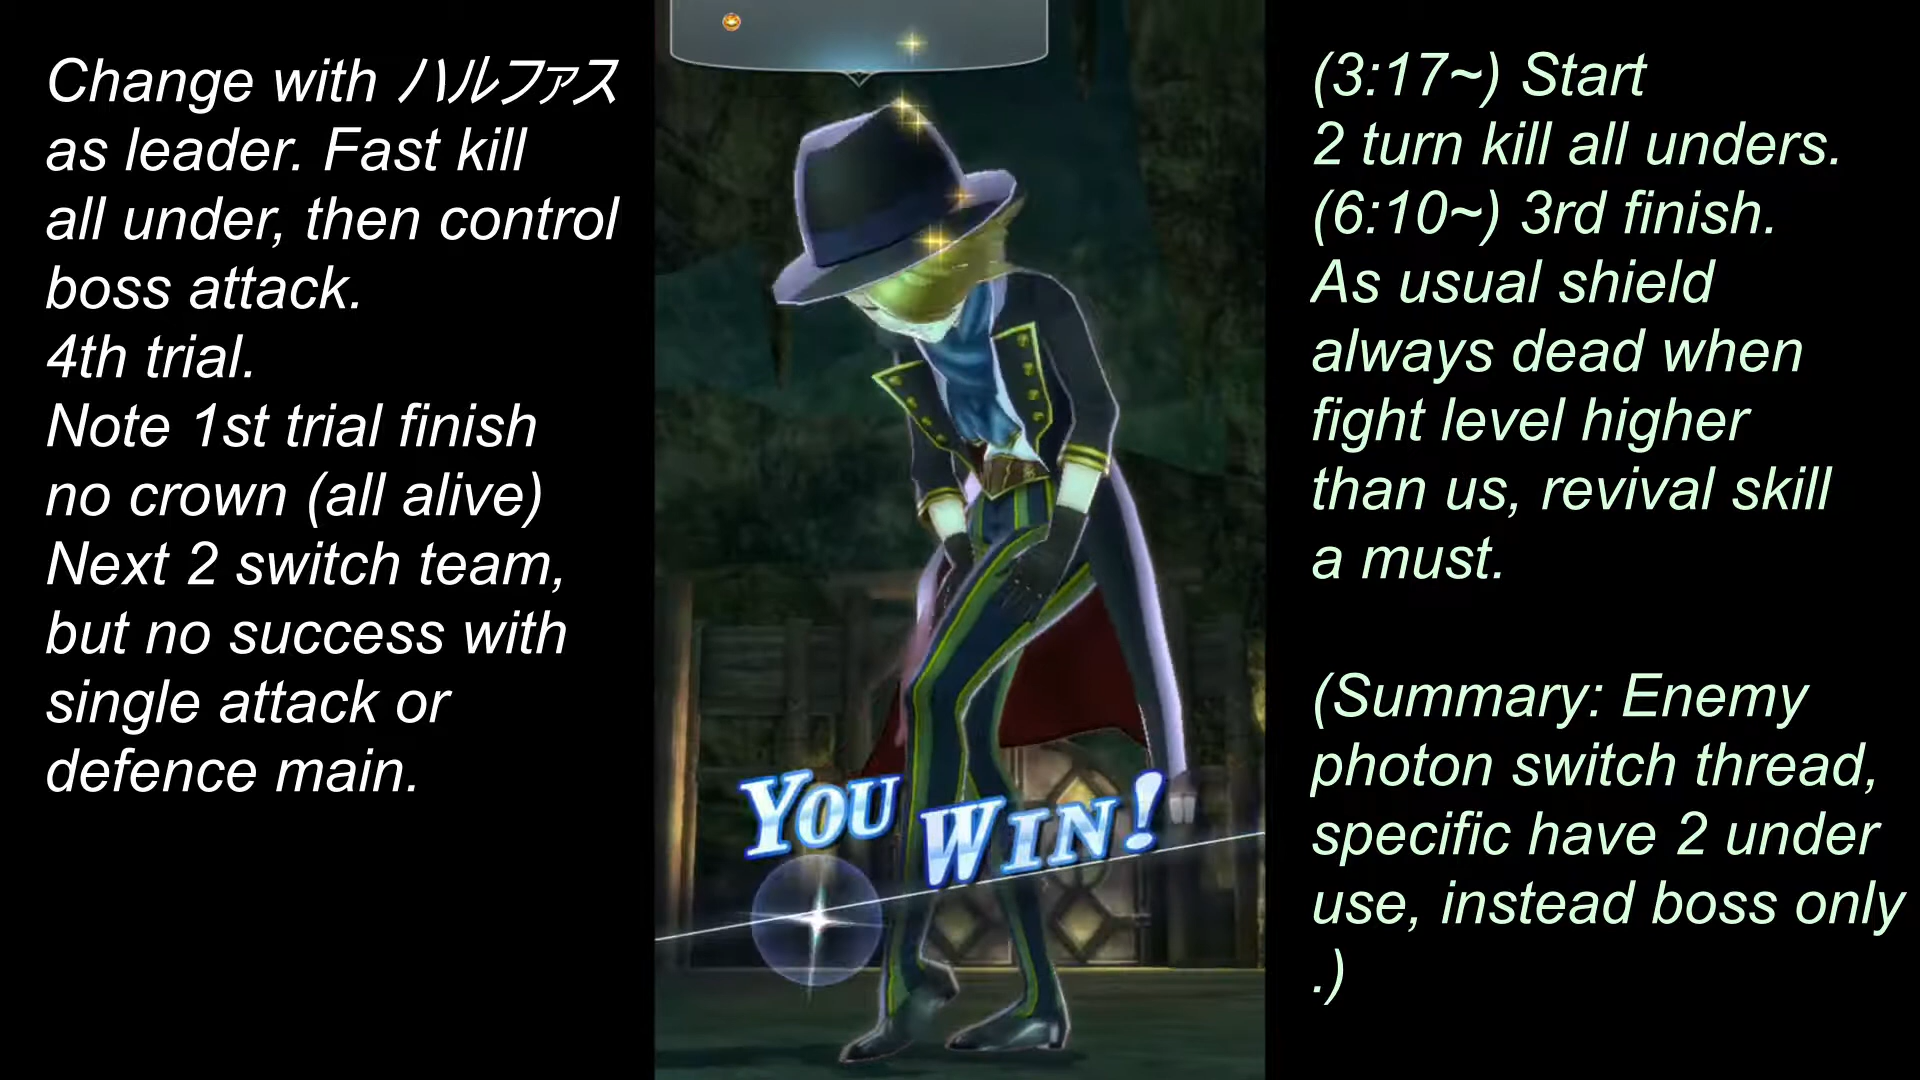 Change with ハルファス
as leader. Fast kill
all under, then control
boss attack.
4th trial.
Note 1st trial finish
no crown (all alive)
Next 2 switch team,
but no success with
single attack or
defence main.
YOU WIN!
(3:17~) Start
2 turn kill all unders.
(6:10~) 3rd finish.
As usual shield
always dead when
fight level higher
than us, revival skill
a must.
(Summary: Enemy
photon switch thread,
specific have 2 under
use, instead boss only
.)